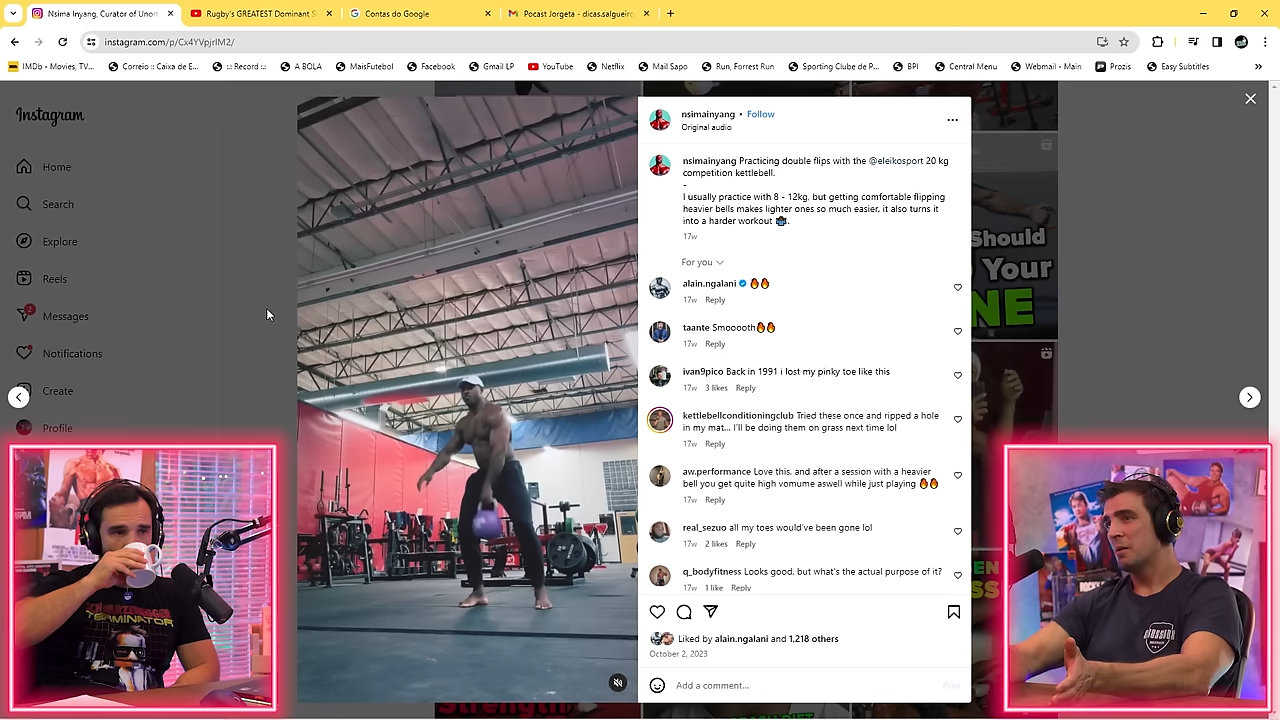 Nsima Inyang, Curator of Unort
Rugby's GREATEST Dominant S
Contas do Google
Pocast Jorgeta - dicas.salgueiro
instagram.com/p/Cx4YVpjrIM2/
IMDb • Movies, TV...
Correio :: Caixa de E...
::: Record :::
A BOLA
MaisFutebol
Facebook
Gmail LP
YouTube
Netflix
Mail Sapo
Run, Forrest Run
Sporting Clube de P...
BPI
Central Menu
Webmail • Main
Prozis
Easy Subtitles
Instagram
Home
Search
Explore
Reels
2
Messages
Notifications
Create
Profile
nsimainyang • Follow
Original audio
nsimainyang Practicing double flips with the @eleikosport 20 kg
competition kettlebell.
-
I usually practice with 8 - 12kg, but getting comfortable flipping
heavier bells makes lighter ones so much easier, it also turns it
into a harder workout.
17w
For you
alain.ngalani
17w Reply
taante Smooooth
17w Reply
ivan9pico Back in 1991 i lost my pinky toe like this
17w 3 likes Reply
kettlebellconditioningclub Tried these once and ripped a hole
in my mat... I'll be doing them on grass next time lol
17w Reply
aw.performance Love this, and after a session with a heavier
bell you get quite high vomume aswell while just playing
17w Reply
real_sezuo all my toes would've been gone lol
17w 2 likes Reply
q_bodyfitness Looks good, but what's the actual purpose of it?
17w 1 like Reply
Liked by alain.ngalani and 1,218 others
October 2, 2023
Add a comment...
Post
Should
Your
NE
TERMINATOR
Strength